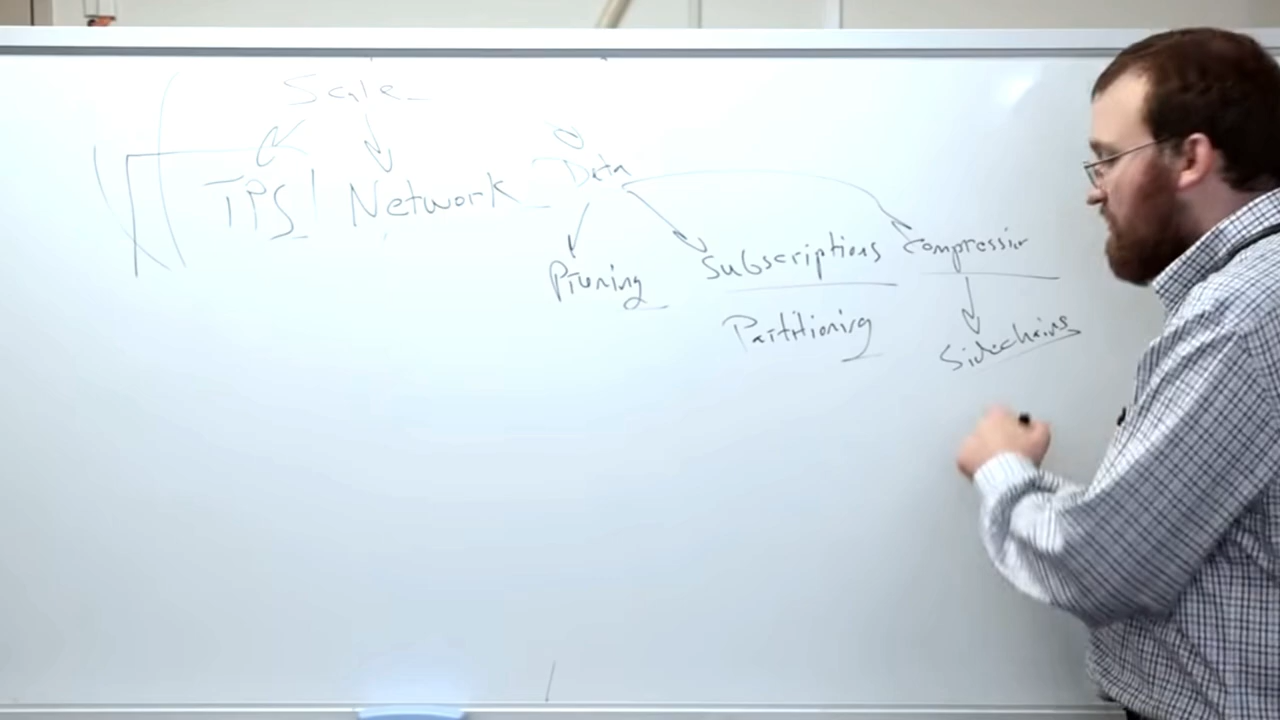 Scale
TPS Network Data
Pruning Subscriptions Compression
Partitioning Sidechains